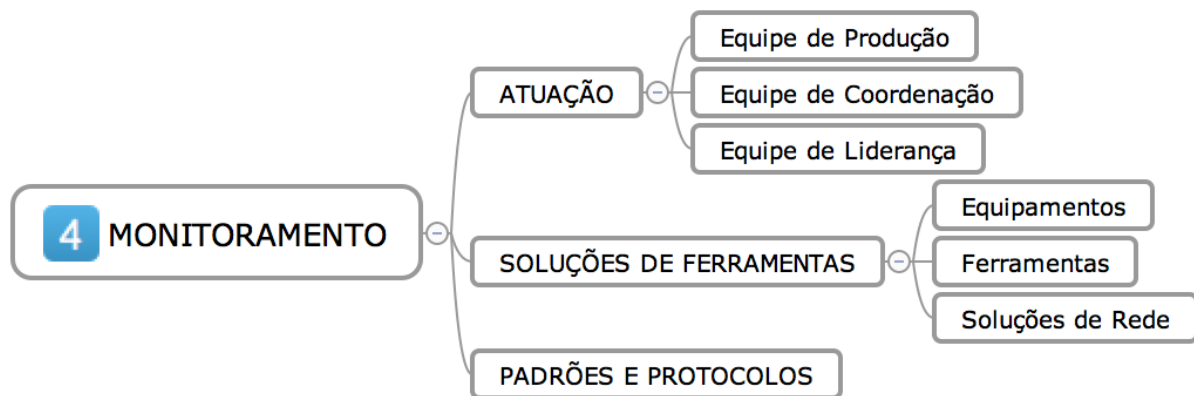 4 MONITORAMENTO
ATUAÇÃO
Equipe de Produção
Equipe de Coordenação
Equipe de Liderança
SOLUÇÕES DE FERRAMENTAS
Equipamentos
Ferramentas
Soluções de Rede
PADRÕES E PROTOCOLOS